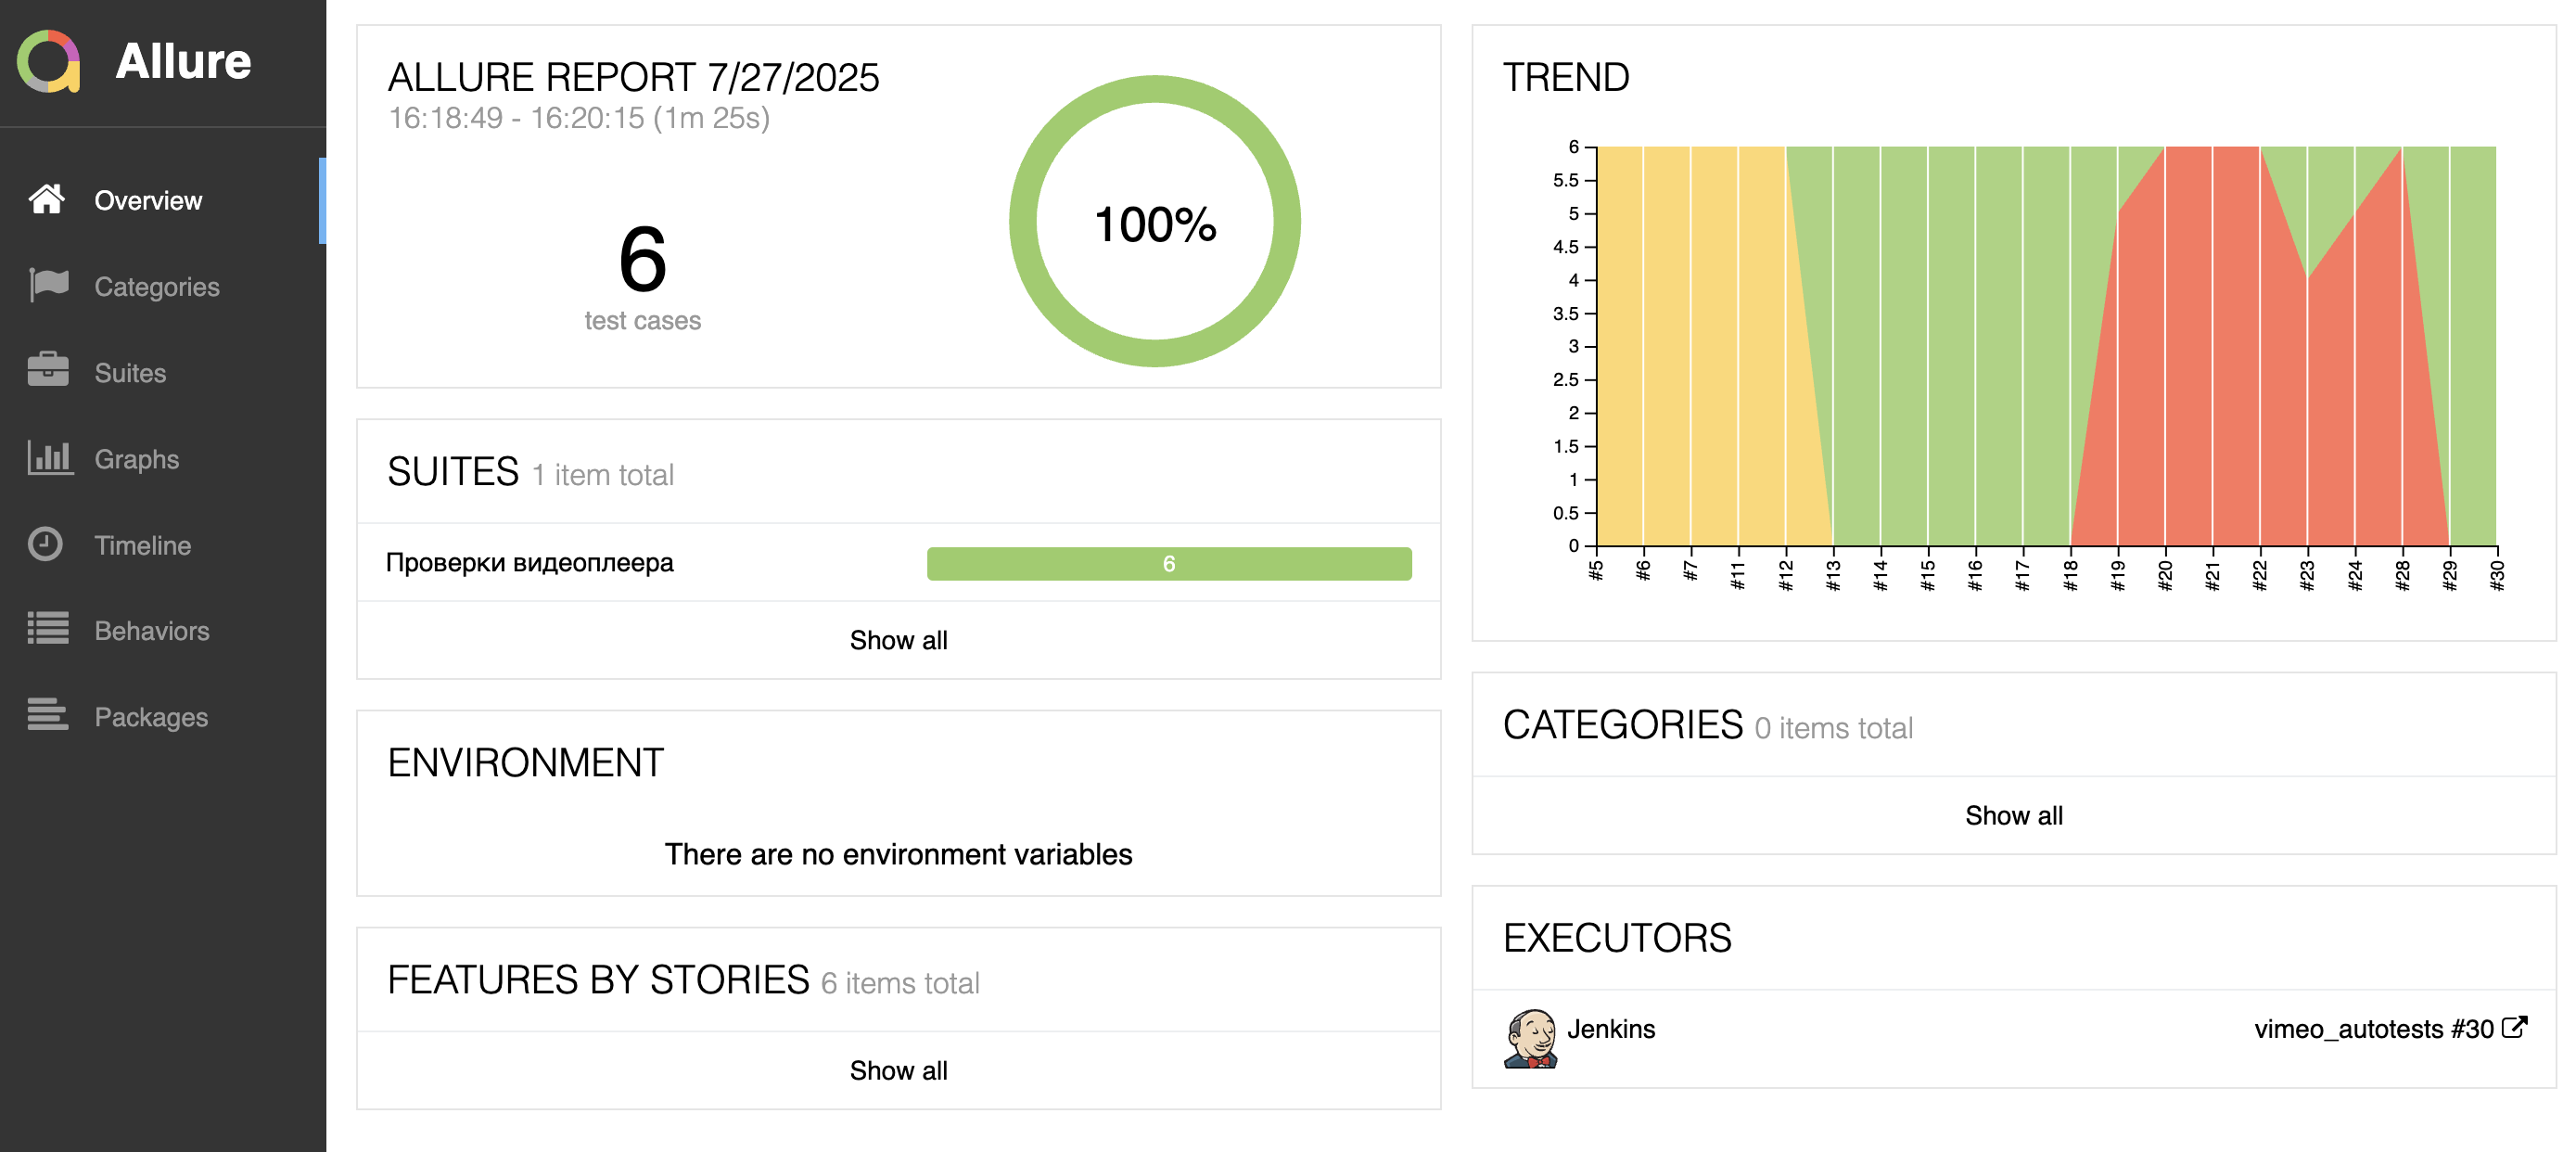 Allure
Overview
Categories
Suites
Graphs
Timeline
Behaviors
Packages
ALLURE REPORT 7/27/2025
16:18:49 - 16:20:15 (1m 25s)
6
test cases
100%
SUITES 1 item total
Проверки видеоплеера 6
Show all
ENVIRONMENT
There are no environment variables
FEATURES BY STORIES 6 items total
Show all
TREND
6
5.5
5
4.5
4
3.5
3
2.5
2
1.5
1
0.5
0
#5 #6 #7 #11 #12 #13 #14 #15 #16 #17 #18 #19 #20 #21 #22 #23 #24 #28 #29 #30
CATEGORIES 0 items total
Show all
EXECUTORS
Jenkins vimeo_autotests #30